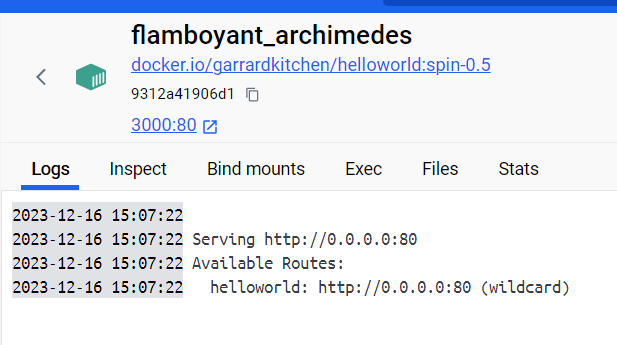 flamboyant_archimedes
docker.io/garrardkitchen/helloworld:spin-0.5
9312a41906d1
3000:80
Logs Inspect Bind mounts Exec Files Stats
2023-12-16 15:07:22
2023-12-16 15:07:22 Serving http://0.0.0.0:80
2023-12-16 15:07:22 Available Routes:
2023-12-16 15:07:22   helloworld: http://0.0.0.0:80 (wildcard)